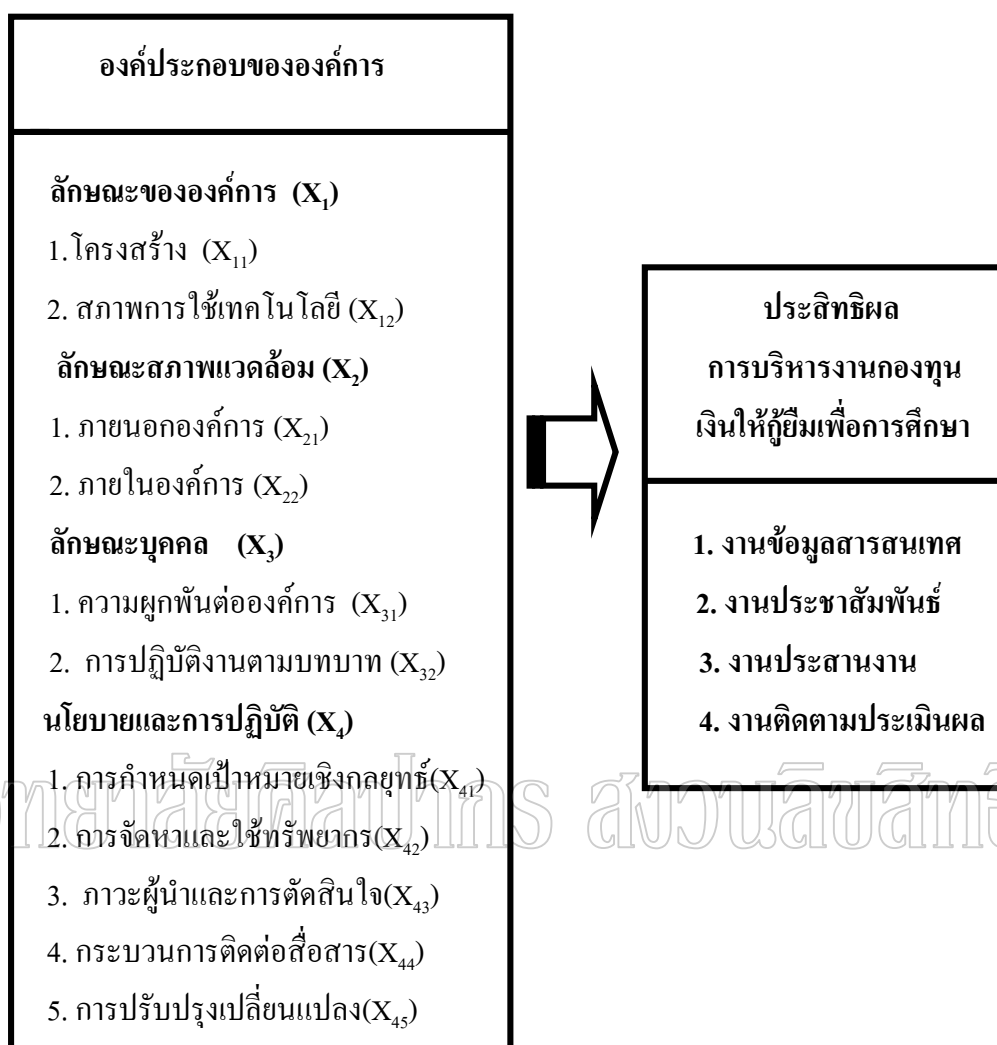 องค์ประกอบขององค์การ
ลักษณะขององค์การ (X₁)
1. โครงสร้าง (X₁₁)
2. สภาพการใช้เทคโนโลยี (X₁₂)
ลักษณะสภาพแวดล้อม (X₂)
1. ภายนอกองค์การ (X₂₁)
2. ภายในองค์การ (X₂₂)
ลักษณะบุคคล (X₃)
1. ความผูกพันต่อองค์การ (X₃₁)
2. การปฏิบัติงานตามบทบาท (X₃₂)
นโยบายและการปฏิบัติ (X₄)
1. การกำหนดเป้าหมายเชิงกลยุทธ์(X₄₁)
2. การจัดหาและใช้ทรัพยากร(X₄₂)
3. ภาวะผู้นำและการตัดสินใจ(X₄₃)
4. กระบวนการติดต่อสื่อสาร(X₄₄)
5. การปรับปรุงเปลี่ยนแปลง(X₄₅)
ประสิทธิผล
การบริหารงานกองทุน
เงินให้กู้ยืมเพื่อการศึกษา
1. งานข้อมูลสารสนเทศ
2. งานประชาสัมพันธ์
3. งานประสานงาน
4. งานติดตามประเมินผล